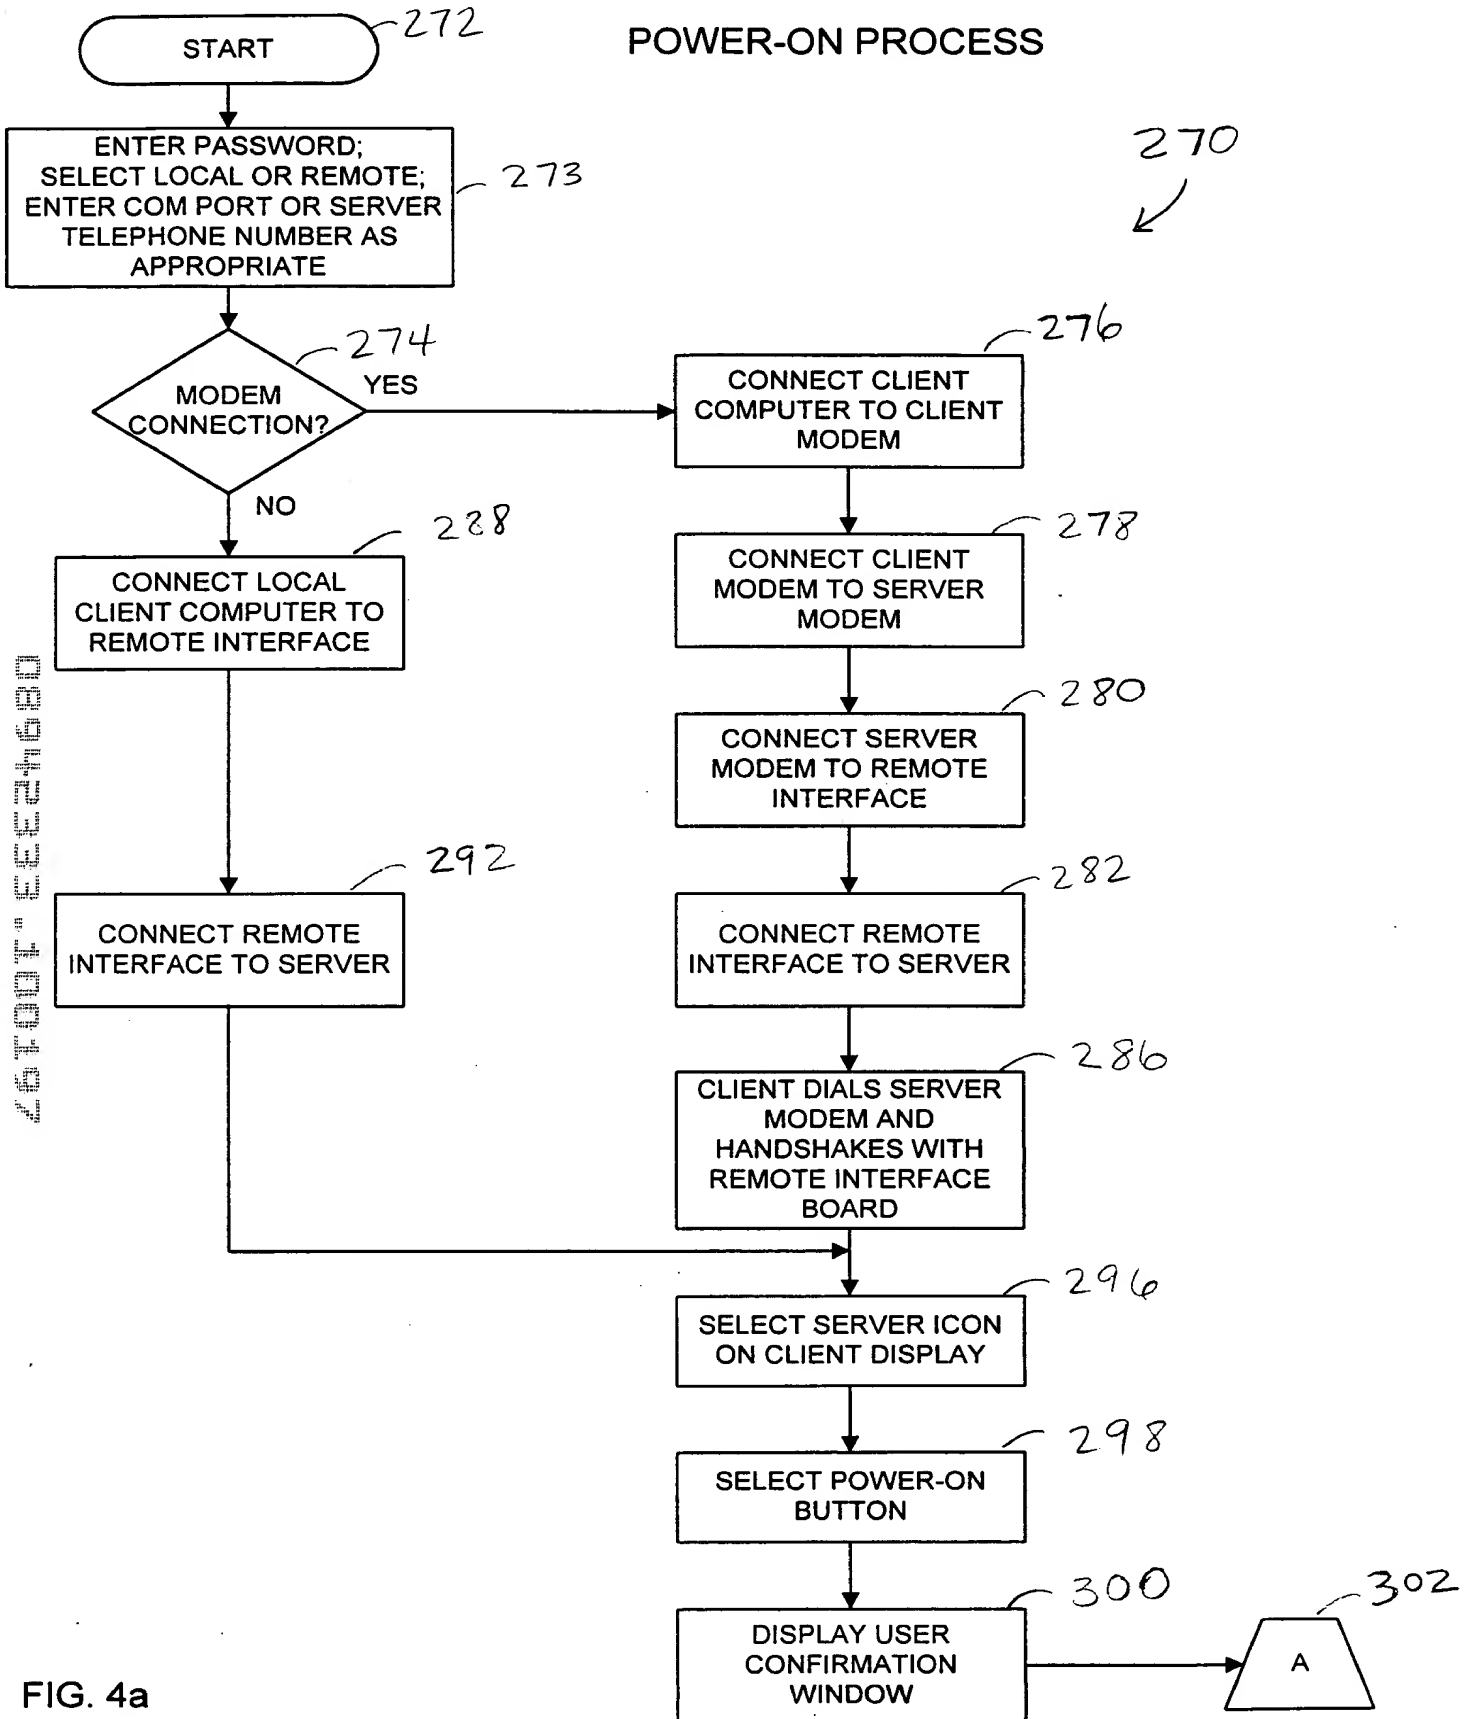 POWER-ON PROCESS
270
START
272
ENTER PASSWORD;
SELECT LOCAL OR REMOTE;
ENTER COM PORT OR SERVER
TELEPHONE NUMBER AS
APPROPRIATE
273
MODEM
CONNECTION?
274
YES
NO
CONNECT CLIENT
COMPUTER TO CLIENT
MODEM
276
CONNECT CLIENT
MODEM TO SERVER
MODEM
278
CONNECT SERVER
MODEM TO REMOTE
INTERFACE
280
CONNECT REMOTE
INTERFACE TO SERVER
282
CLIENT DIALS SERVER
MODEM AND
HANDSHAKES WITH
REMOTE INTERFACE
BOARD
286
CONNECT LOCAL
CLIENT COMPUTER TO
REMOTE INTERFACE
288
CONNECT REMOTE
INTERFACE TO SERVER
292
SELECT SERVER ICON
ON CLIENT DISPLAY
296
SELECT POWER-ON
BUTTON
298
DISPLAY USER
CONFIRMATION
WINDOW
300
A
302
08942333.100197
FIG. 4a